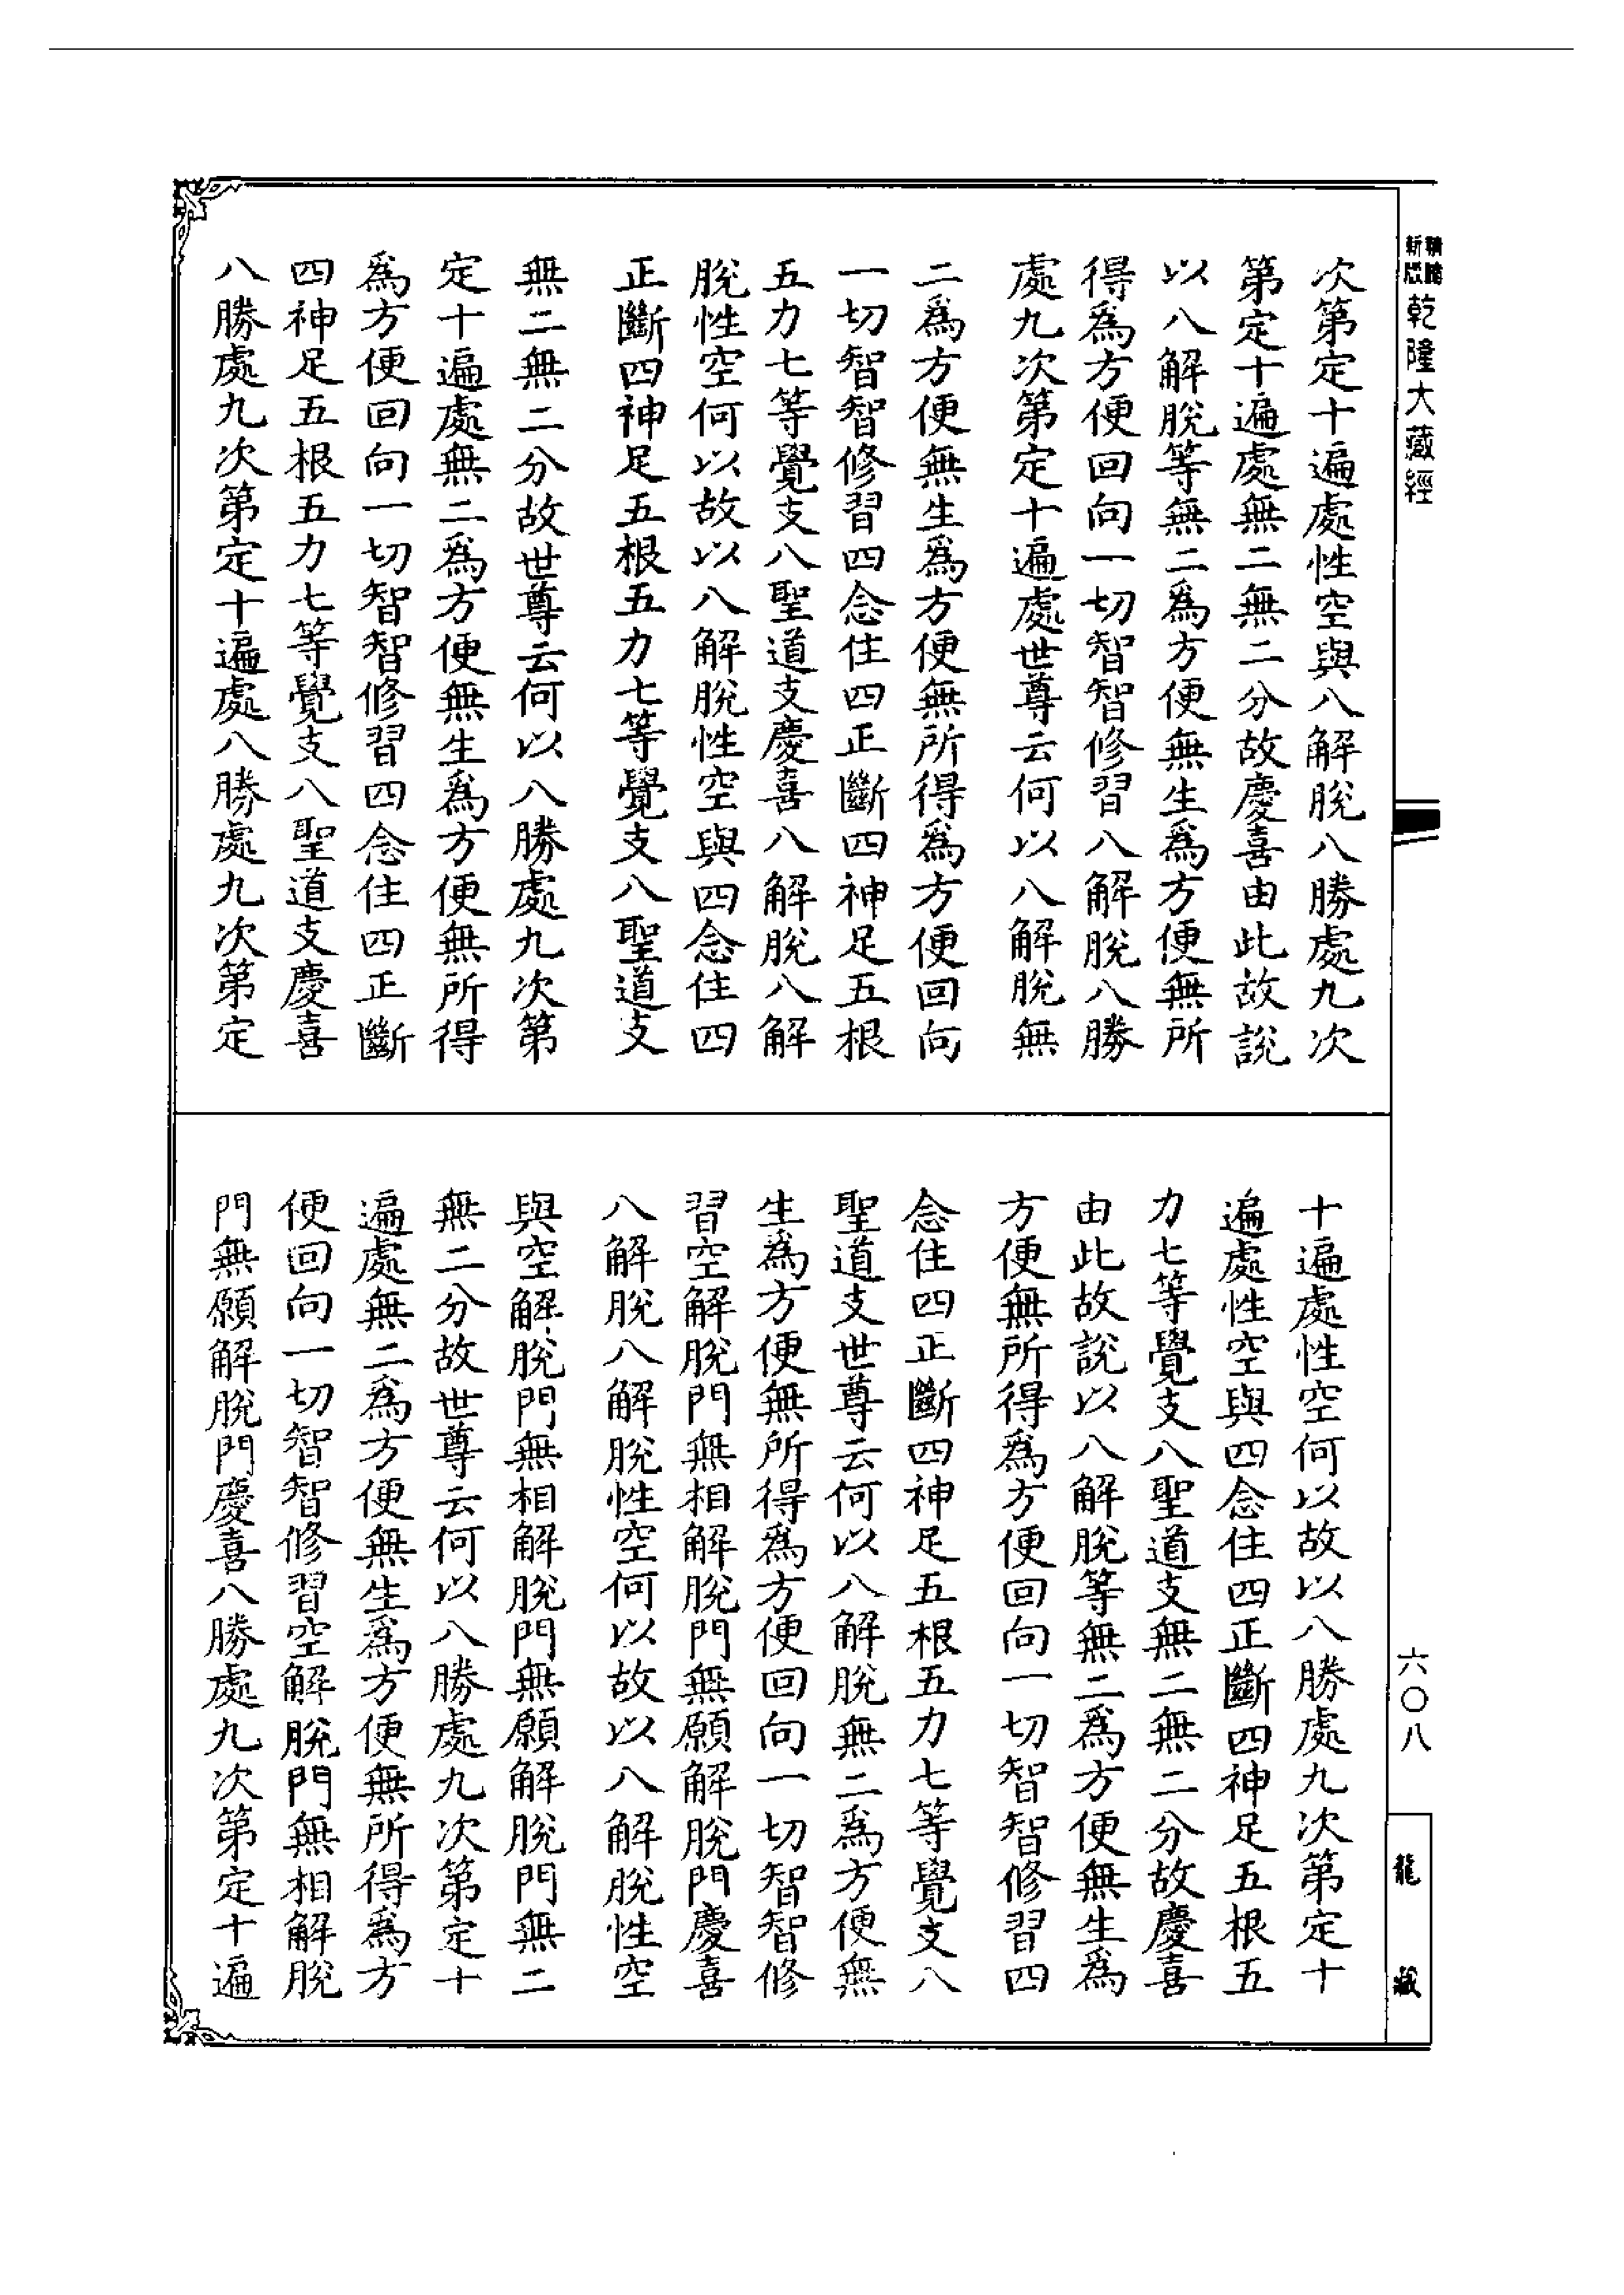 次第定十遍處性空與八解脫八勝處九次
第定十遍處無二無二分故慶喜由此故說
以八解脫等無二爲方便無生爲方便無所
得爲方便回向一切智智修習八解脫八勝
處九次第定十遍處世尊云何以八解脫無
二爲方便無生爲方便無所得爲方便回向
一切智智修習四念住四正斷四神足五根
五力七等覺支八聖道支慶喜八解脫八解
脫性空何以故以八解脫性空與四念住四
正斷四神足五根五力七等覺支八聖道支
無二無二分故世尊云何以八勝處九次第
定十遍處無二爲方便無生爲方便無所得
爲方便回向一切智智修習四念住四正斷
四神足五根五力七等覺支八聖道支慶喜
八勝處九次第定十遍處八勝處九次第定
十遍處性空何以故以八勝處九次第定十
遍處性空與四念住四正斷四神足五根五
力七等覺支八聖道支無二無二分故慶喜
由此故說以八解脫等無二爲方便無生爲
方便無所得爲方便回向一切智智修習四
念住四正斷四神足五根五力七等覺支八
聖道支世尊云何以八解脫無二爲方便無
生爲方便無所得爲方便回向一切智智修
習空解脫門無相解脫門無願解脫門慶喜
八解脫八解脫性空何以故以八解脫性空
與空解脫門無相解脫門無願解脫門無二
無二分故世尊云何以八勝處九次第定十
遍處無二爲方便無生爲方便無所得爲方
便回向一切智智修習空解脫門無相解脫
門無願解脫門慶喜八勝處九次第定十遍
乾隆大藏經
六〇八
龍藏